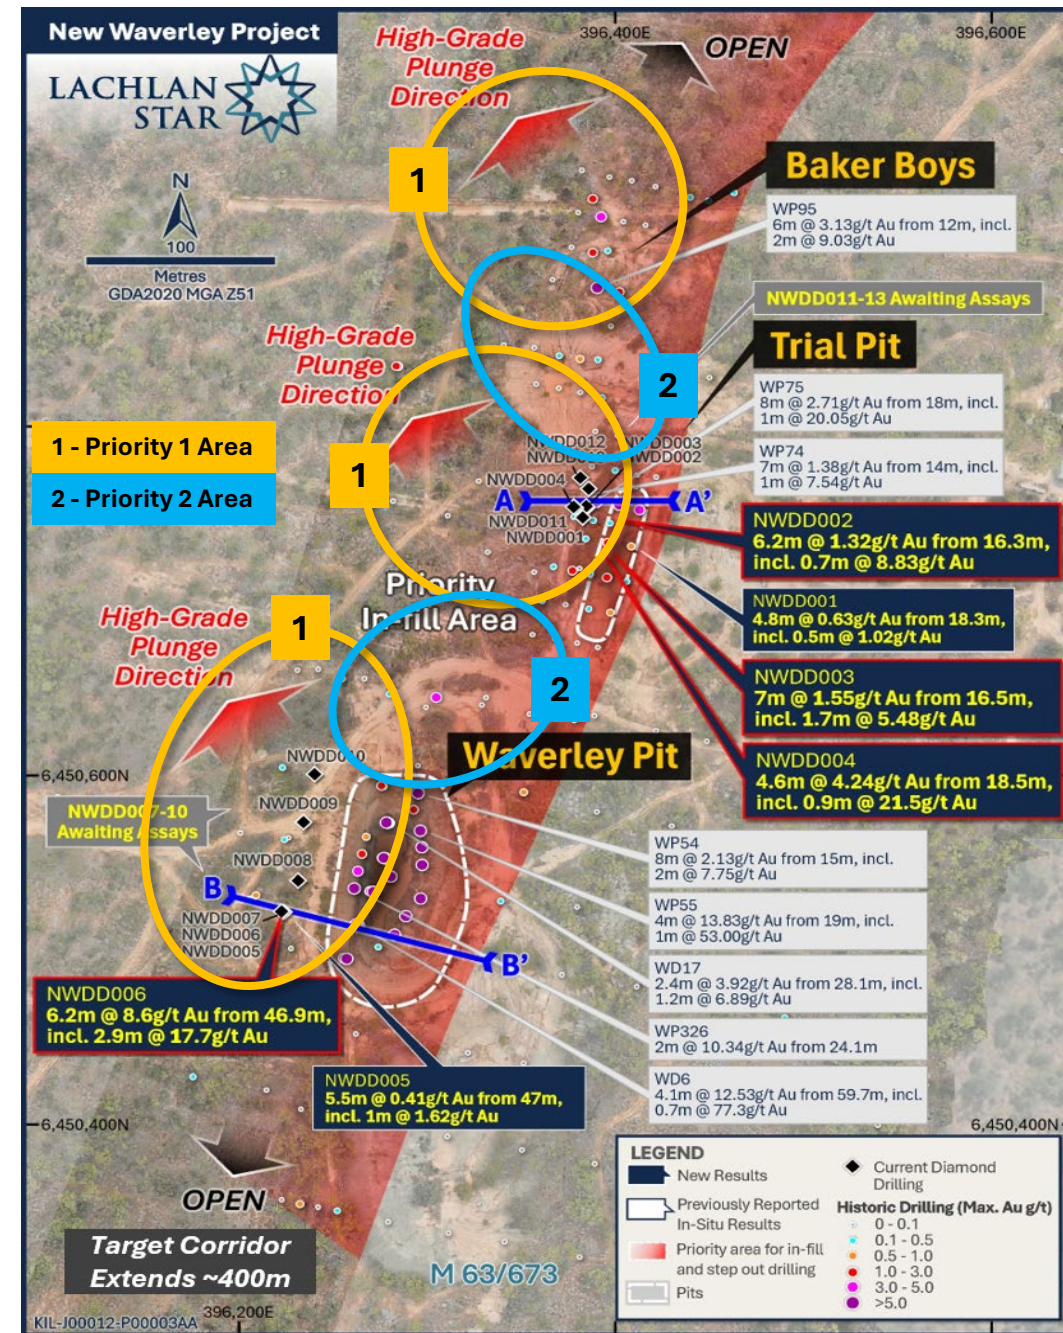 New Waverley Project
LACHLAN
STAR
N
100
Metres
GDA2020 MGA Z51
396,400E
396,600E
High-Grade
Plunge
Direction
OPEN
1
Baker Boys
WP95
6m @ 3.13g/t Au from 12m, incl.
2m @ 9.03g/t Au
NWDD011-13 Awaiting Assays
High-Grade
Plunge
Direction
Trial Pit
2
WP75
8m @ 2.71g/t Au from 18m, incl.
1m @ 20.05g/t Au
1 - Priority 1 Area
2 - Priority 2 Area
1
NWDD012
NWDD003
NWDD002
NWDD004
WP74
7m @ 1.38g/t Au from 14m, incl.
1m @ 7.54g/t Au
A
A'
NWDD011
NWDD001
NWDD002
6.2m @ 1.32g/t Au from 16.3m,
incl. 0.7m @ 8.83g/t Au
Priority
In-fill Area
NWDD001
4.8m @ 0.63g/t Au from 18.3m,
incl. 0.5m @ 1.02g/t Au
High-Grade
Plunge
Direction
1
2
NWDD003
7m @ 1.55g/t Au from 16.5m,
incl. 1.7m @ 5.48g/t Au
Waverley Pit
NWDD004
4.6m @ 4.24g/t Au from 18.5m,
incl. 0.9m @ 21.5g/t Au
NWDD010
6,450,600N
NWDD009
NWDD007-10
Awaiting Assays
NWDD008
WP54
8m @ 2.13g/t Au from 15m, incl.
2m @ 7.75g/t Au
B
NWDD007
NWDD006
NWDD005
WP55
4m @ 13.83g/t Au from 19m, incl.
1m @ 53.00g/t Au
B'
WD17
2.4m @ 3.92g/t Au from 28.1m, incl.
1.2m @ 6.89g/t Au
NWDD006
6.2m @ 8.6g/t Au from 46.9m,
incl. 2.9m @ 17.7g/t Au
WP326
2m @ 10.34g/t Au from 24.1m
NWDD005
5.5m @ 0.41g/t Au from 47m,
incl. 1m @ 1.62g/t Au
WD6
4.1m @ 12.53g/t Au from 59.7m, incl.
0.7m @ 77.3g/t Au
6,450,400N
6,450,400N
OPEN
Target Corridor
Extends ~400m
M 63/673
396,200E
KIL-J00012-P00003AA
LEGEND
New Results
Previously Reported
In-Situ Results
Priority area for in-fill
and step out drilling
Pits
Current Diamond
Drilling
Historic Drilling (Max. Au g/t)
0 - 0.1
0.1 - 0.5
0.5 - 1.0
1.0 - 3.0
3.0 - 5.0
>5.0